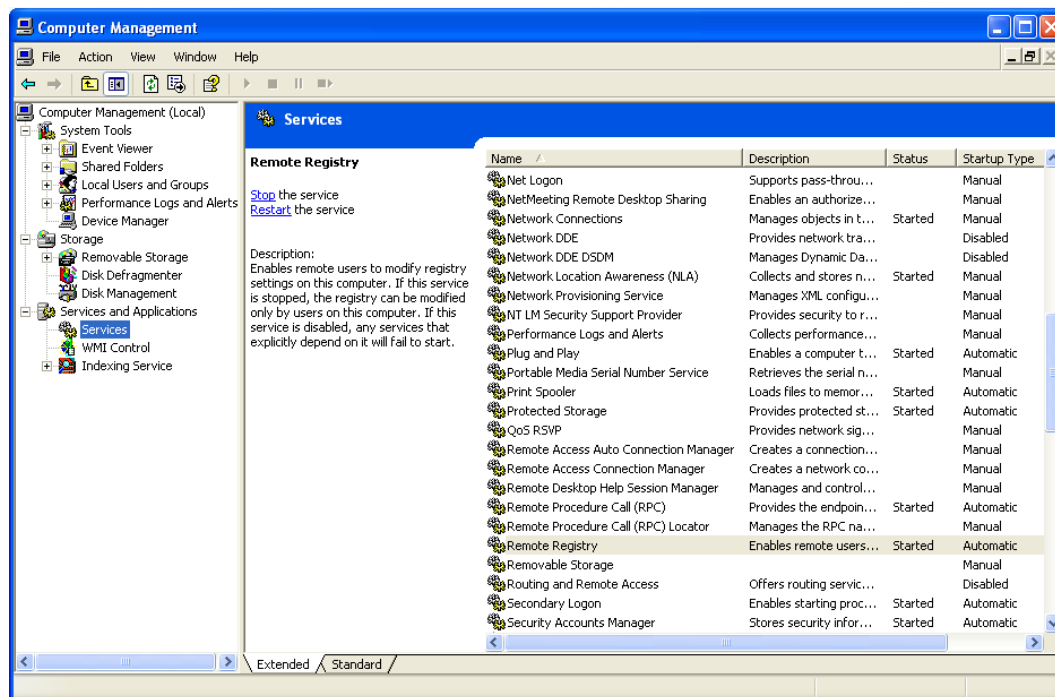 Computer Management
File Action View Window Help
Computer Management (Local)
System Tools
Event Viewer
Shared Folders
Local Users and Groups
Performance Logs and Alerts
Device Manager
Storage
Removable Storage
Disk Defragmenter
Disk Management
Services and Applications
Services
WMI Control
Indexing Service
Services
Remote Registry
Stop the service
Restart the service
Description:
Enables remote users to modify registry
settings on this computer. If this service
is stopped, the registry can be modified
only by users on this computer. If this
service is disabled, any services that
explicitly depend on it will fail to start.
Name Description Status Startup Type
Net Logon Supports pass-throu... Manual
NetMeeting Remote Desktop Sharing Enables an authorize... Manual
Network Connections Manages objects in t... Started Manual
Network DDE Provides network tra... Disabled
Network DDE DSDM Manages Dynamic Da... Disabled
Network Location Awareness (NLA) Collects and stores n... Started Manual
Network Provisioning Service Manages XML configu... Manual
NT LM Security Support Provider Provides security to r... Manual
Performance Logs and Alerts Collects performance... Manual
Plug and Play Enables a computer t... Started Automatic
Portable Media Serial Number Service Retrieves the serial n... Manual
Print Spooler Loads files to memor... Started Automatic
Protected Storage Provides protected st... Started Automatic
QoS RSVP Provides network sig... Manual
Remote Access Auto Connection Manager Creates a connection... Manual
Remote Access Connection Manager Creates a network co... Manual
Remote Desktop Help Session Manager Manages and control... Manual
Remote Procedure Call (RPC) Provides the endpoin... Started Automatic
Remote Procedure Call (RPC) Locator Manages the RPC na... Manual
Remote Registry Enables remote users... Started Automatic
Removable Storage Manual
Routing and Remote Access Offers routing servic... Disabled
Secondary Logon Enables starting proc... Started Automatic
Security Accounts Manager Stores security infor... Started Automatic
Extended Standard